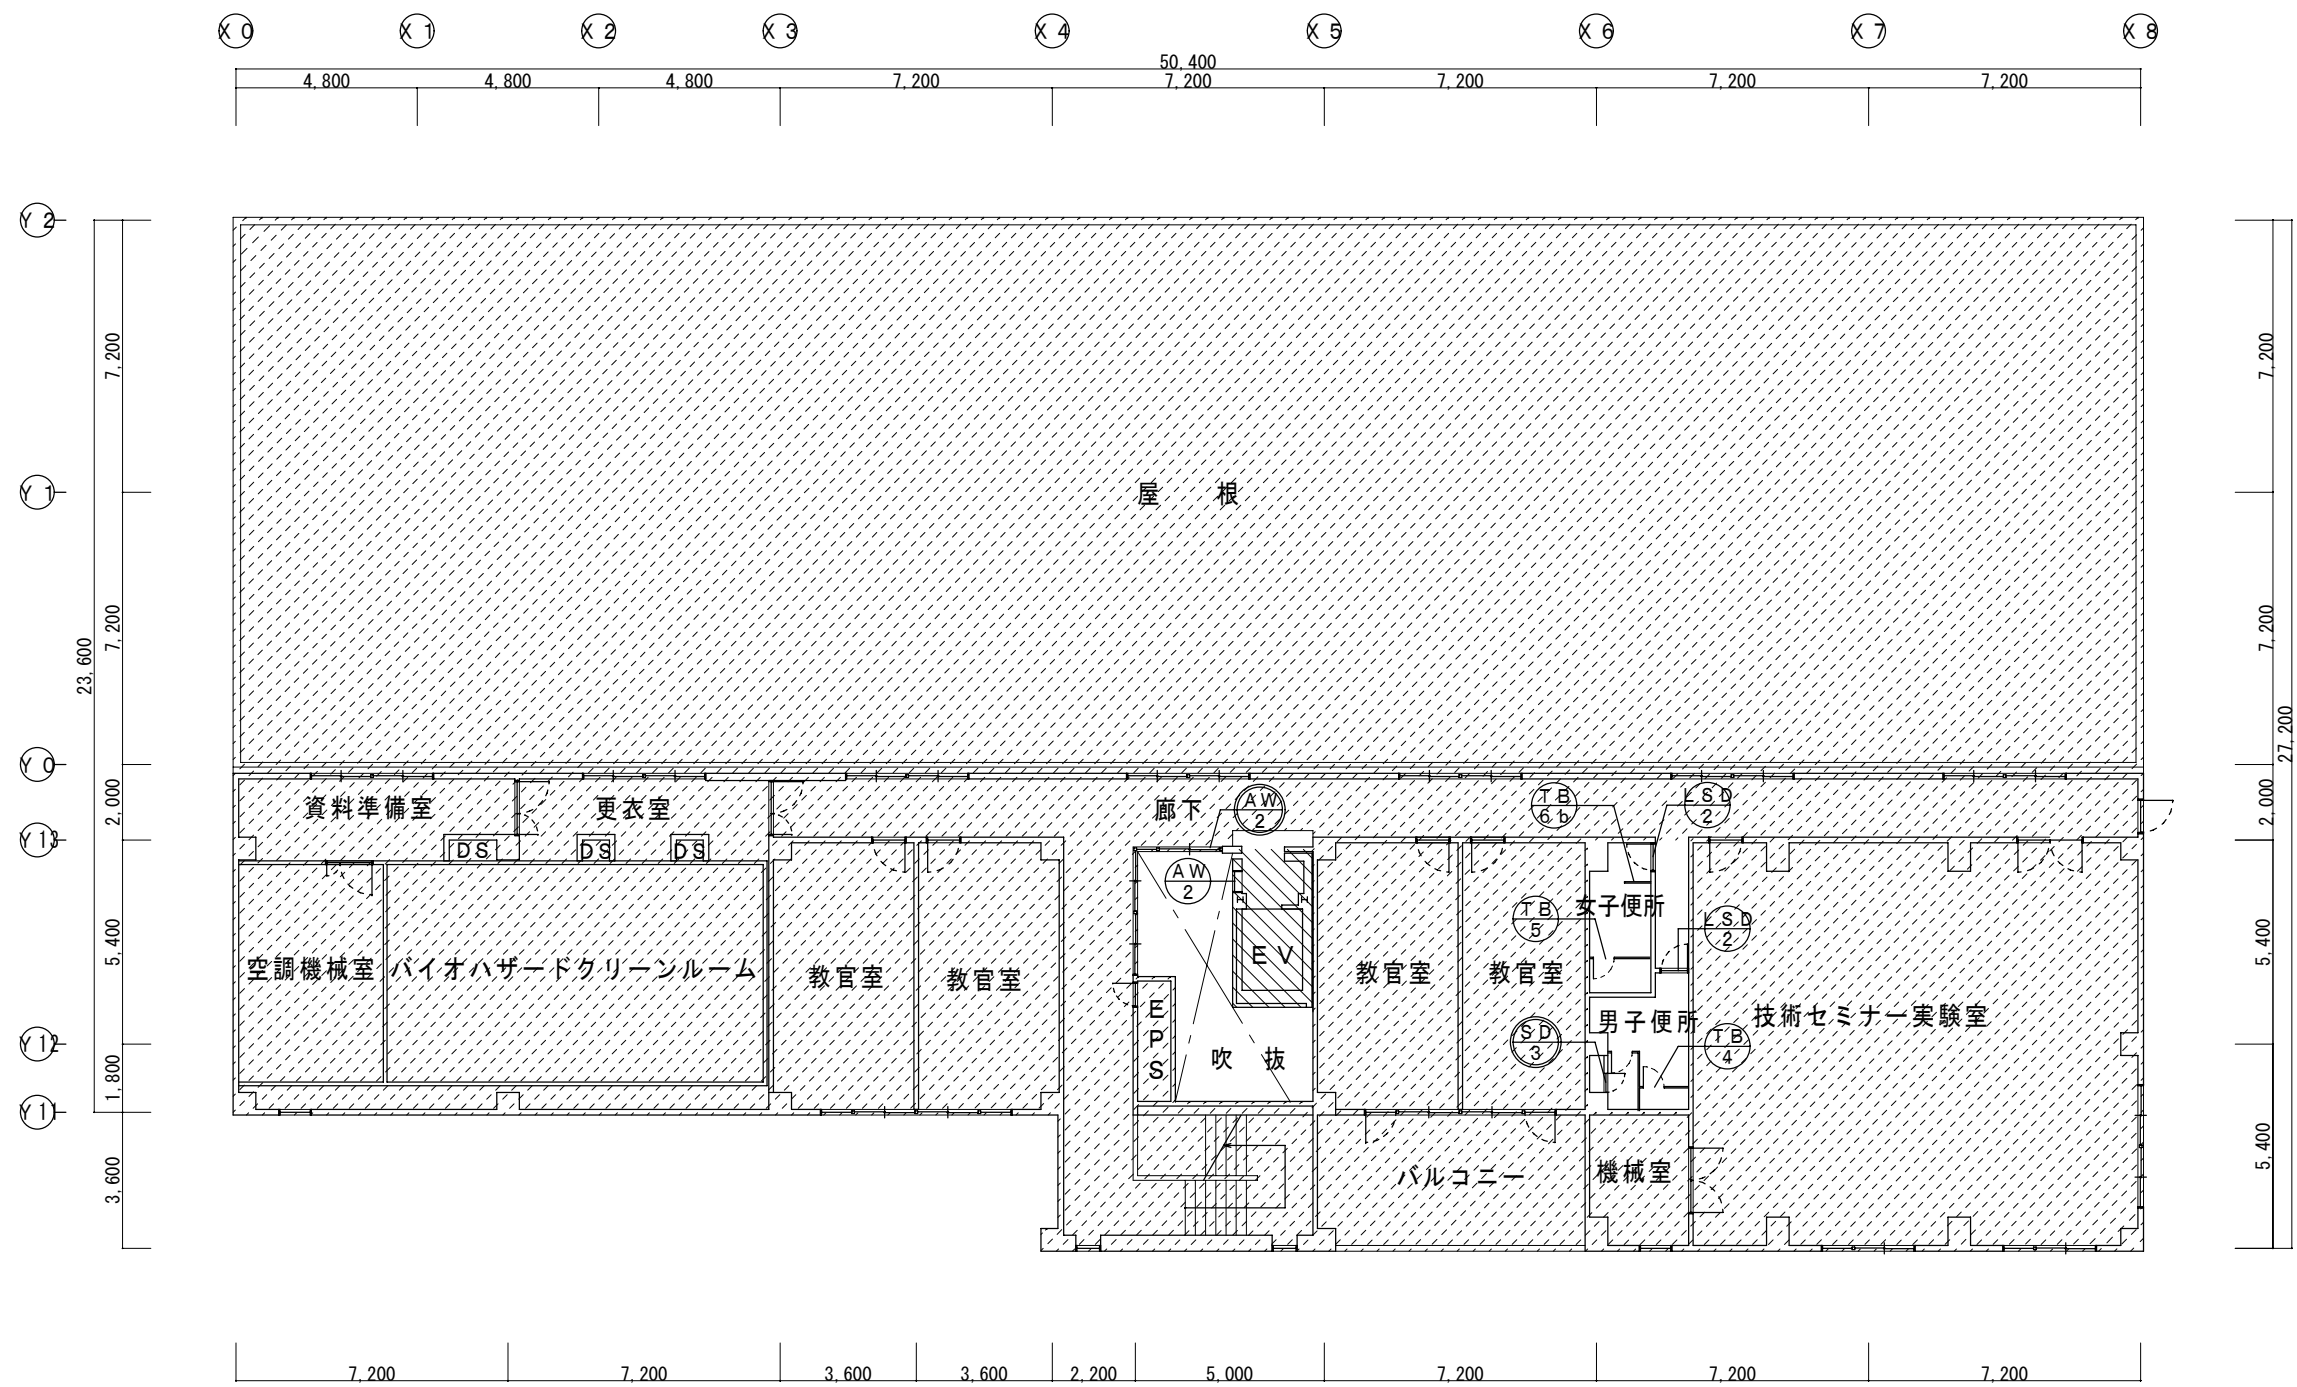 X0 X1 X2 X3 X4 X5 X6 X7 X8
50,400
4,800 4,800 4,800 7,200 7,200 7,200 7,200 7,200
Y2
7,200 7,200
Y1
屋 根
7,200 7,200
23,600
27,200
Y0
2,000 2,000
資料準備室 更衣室 廊下 AW 2 TB 6b LSD 2
Y13
DS DS DS
AW 2
TB 5 女子便所 LSD 2
5,400 5,400
空調機械室 バイオハザードクリーンルーム 教官室 教官室 EV 教官室 教官室
EPS
技術セミナー実験室
男子便所
Y12
吹 抜 SD 3 TB 4
1,800
Y11
3,600 5,400
バルコニー 機械室
7,200 7,200 3,600 3,600 2,200 5,000 7,200 7,200 7,200